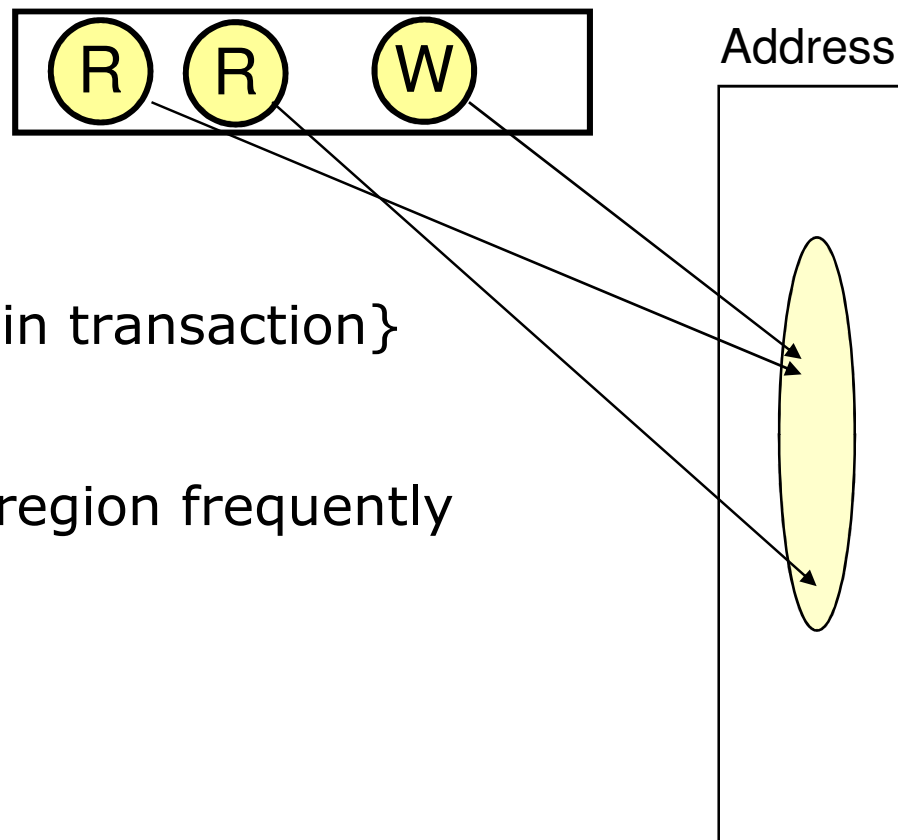 R R W
Address
in transaction}
region frequently